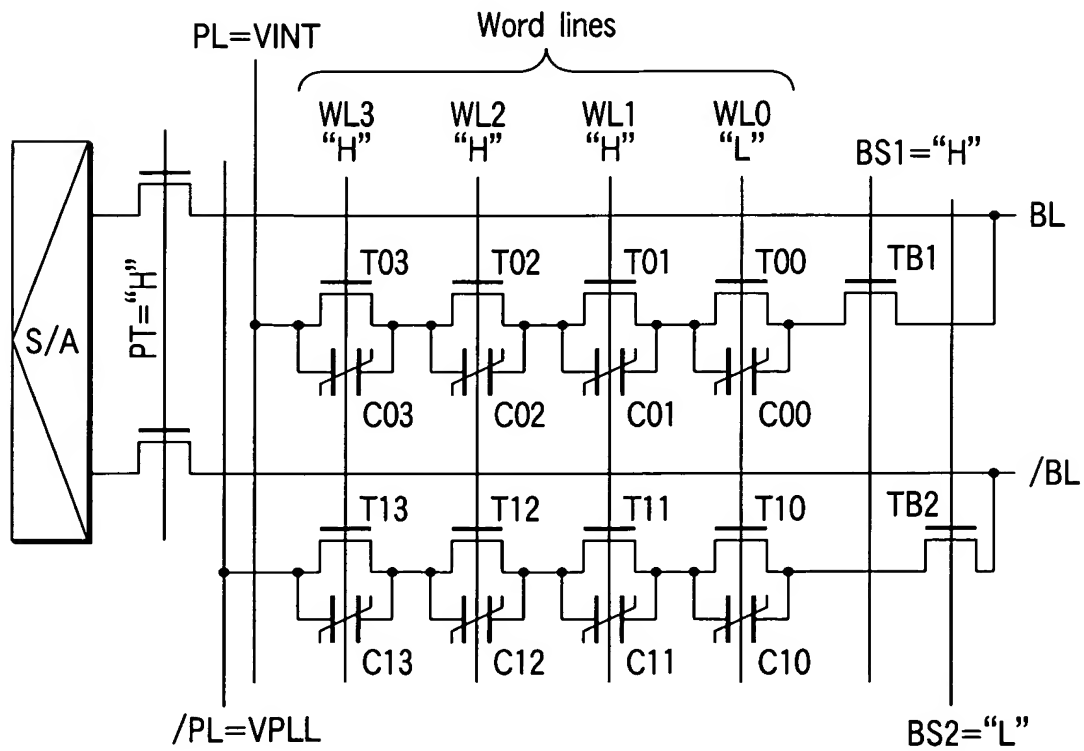 Word lines
PL=VINT
WL3 WL2 WL1 WL0
“H” “H” “H” “L”
BS1=“H”
BL
T03 T02 T01 T00 TB1
PT=“H”
S/A
C03 C02 C01 C00
/BL
T13 T12 T11 T10 TB2
C13 C12 C11 C10
/PL=VPLL
BS2=“L”